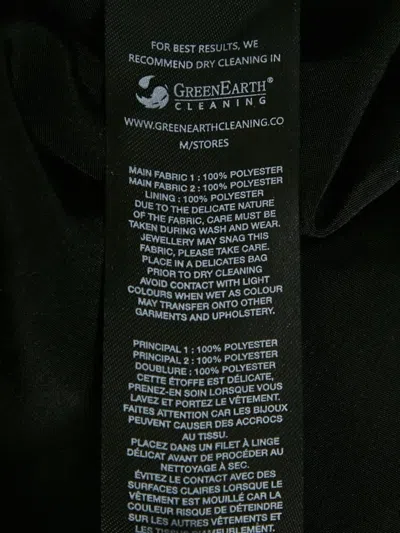 FOR BEST RESULTS, WE
RECOMMEND DRY CLEANING IN
GREENEARTH®
CLEANING
WWW.GREENEARTHCLEANING.CO
M/STORES
MAIN FABRIC 1 : 100% POLYESTER
MAIN FABRIC 2 : 100% POLYESTER
LINING : 100% POLYESTER
DUE TO THE DELICATE NATURE
OF THE FABRIC, CARE MUST BE
TAKEN DURING WASH AND WEAR.
JEWELLERY MAY SNAG THIS
FABRIC, PLEASE TAKE CARE.
PLACE IN A DELICATES BAG
PRIOR TO DRY CLEANING
AVOID CONTACT WITH LIGHT
COLOURS WHEN WET AS COLOUR
MAY TRANSFER ONTO OTHER
GARMENTS AND UPHOLSTERY.
PRINCIPAL 1 : 100% POLYESTER
PRINCIPAL 2 : 100% POLYESTER
DOUBLURE : 100% POLYESTER
CETTE ÉTOFFE EST DÉLICATE,
PRENEZ-EN SOIN LORSQUE VOUS
LAVEZ ET PORTEZ LE VÊTEMENT.
FAITES ATTENTION CAR LES BIJOUX
PEUVENT CAUSER DES ACCROCS
AU TISSU.
PLACEZ DANS UN FILET À LINGE
DÉLICAT AVANT DE PROCÉDER AU
NETTOYAGE À SEC.
ÉVITEZ LE CONTACT AVEC DES
SURFACES CLAIRES LORSQUE LE
VÊTEMENT EST MOUILLÉ CAR LA
COULEUR RISQUE DE DÉTEINDRE
SUR LES AUTRES VÊTEMENTS ET
LES TISSUS D'AMEUBLEMENT.